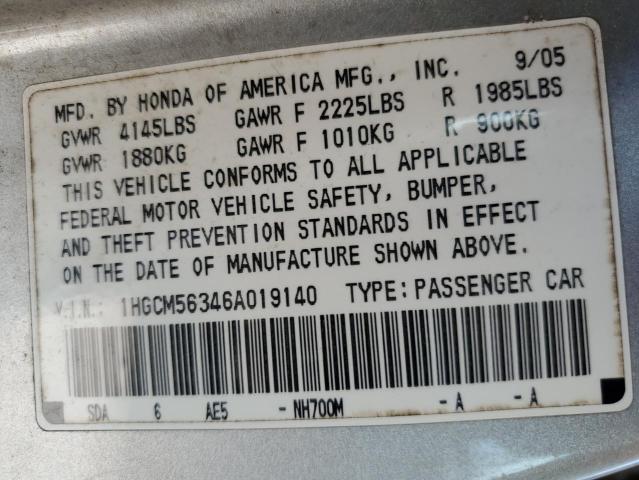 MFD. BY HONDA OF AMERICA MFG., INC. 9/05
GVWR 4145LBS GAWR F 2225LBS R 1985LBS
GVWR 1880KG GAWR F 1010KG R 900KG
THIS VEHICLE CONFORMS TO ALL APPLICABLE
FEDERAL MOTOR VEHICLE SAFETY, BUMPER,
AND THEFT PREVENTION STANDARDS IN EFFECT
ON THE DATE OF MANUFACTURE SHOWN ABOVE.
V.I.N.: 1HGCM56346A019140 TYPE: PASSENGER CAR
SDA 6 AE5 -NH700M -A -A